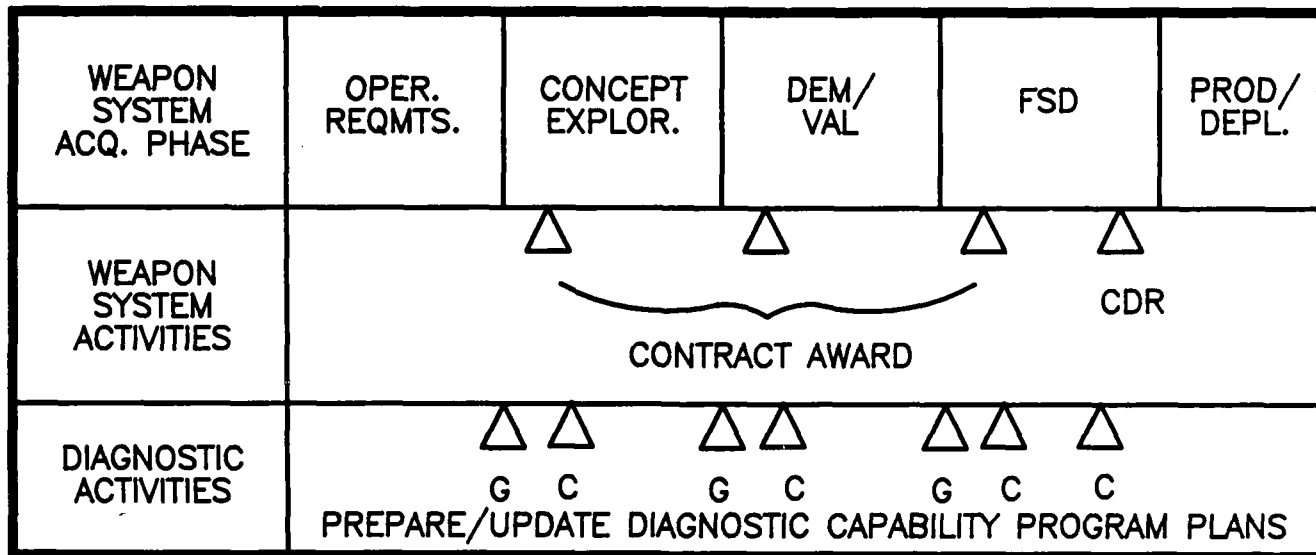 WEAPON
SYSTEM
ACQ. PHASE
OPER.
REQMTS.
CONCEPT
EXPLOR.
DEM/
VAL
FSD
PROD/
DEPL.
WEAPON
SYSTEM
ACTIVITIES
CDR
CONTRACT AWARD
DIAGNOSTIC
ACTIVITIES
G C G C G C C
PREPARE/UPDATE DIAGNOSTIC CAPABILITY PROGRAM PLANS